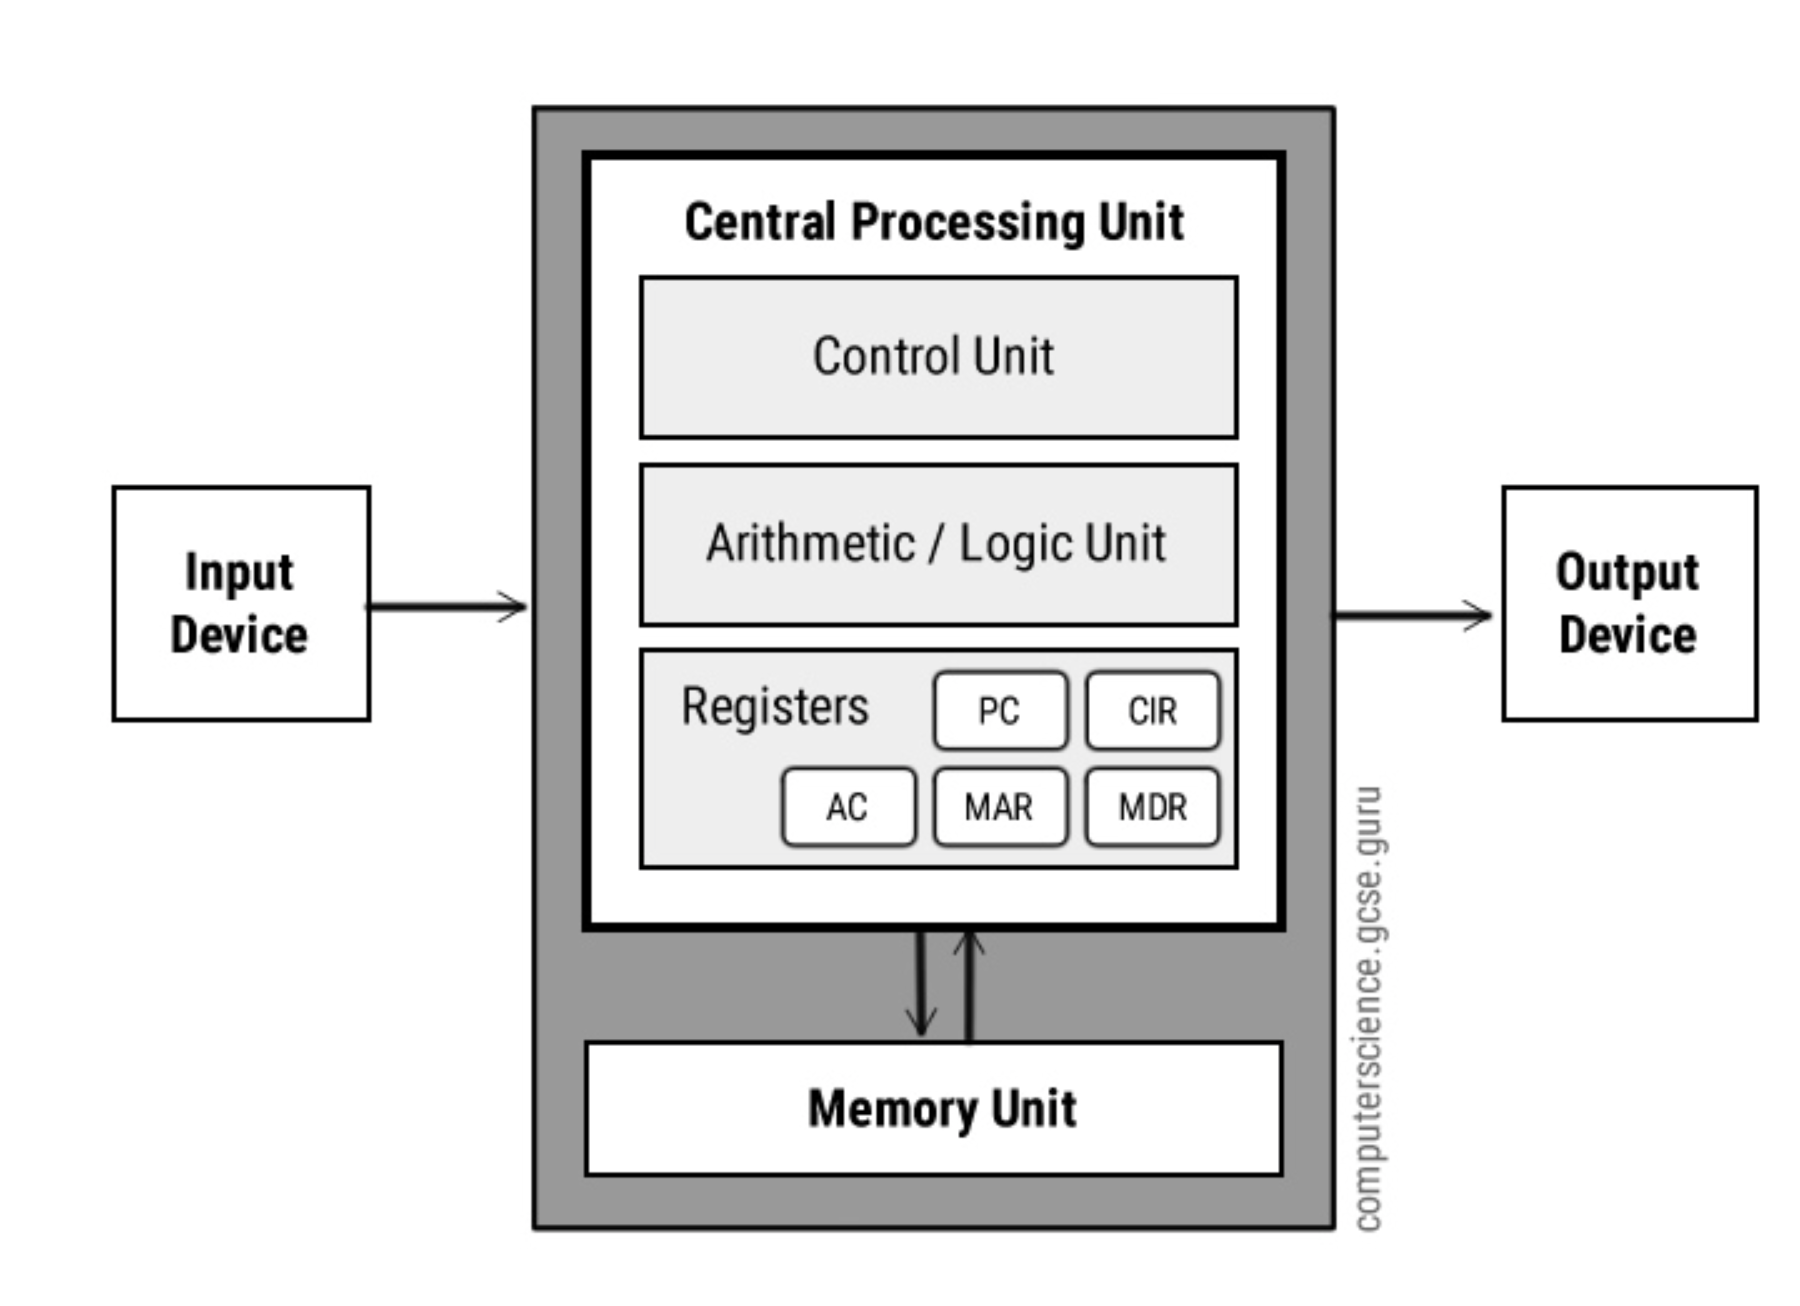 Central Processing Unit
Control Unit
Arithmetic / Logic Unit
Registers
PC
CIR
AC
MAR
MDR
Input
Device
Output
Device
Memory Unit
computerscience.gcse.guru